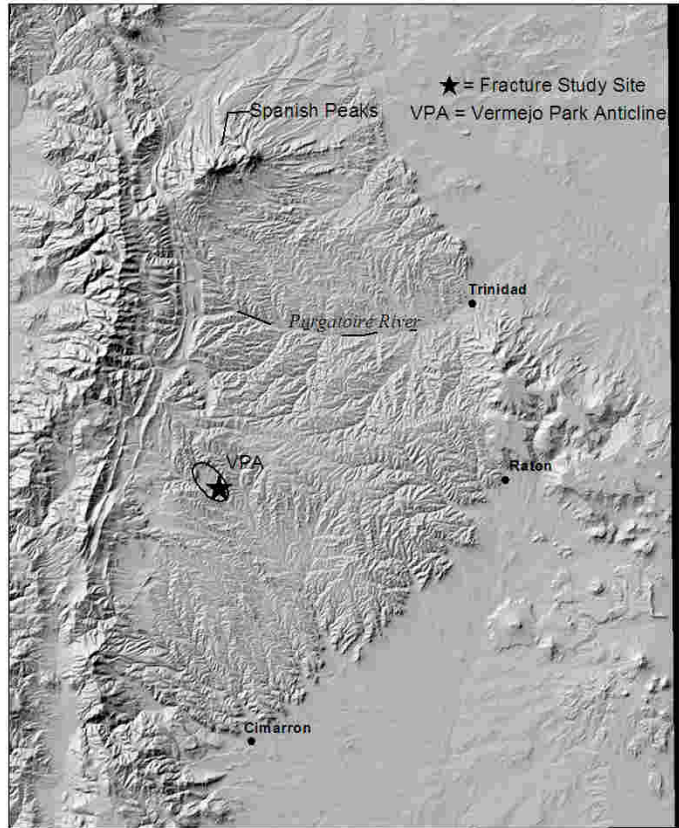 ★ = Fracture Study Site
Spanish Peaks
VPA = Vermejo Park Anticline
Trinidad
Purgatoire River
VPA
Raton
Cimarron